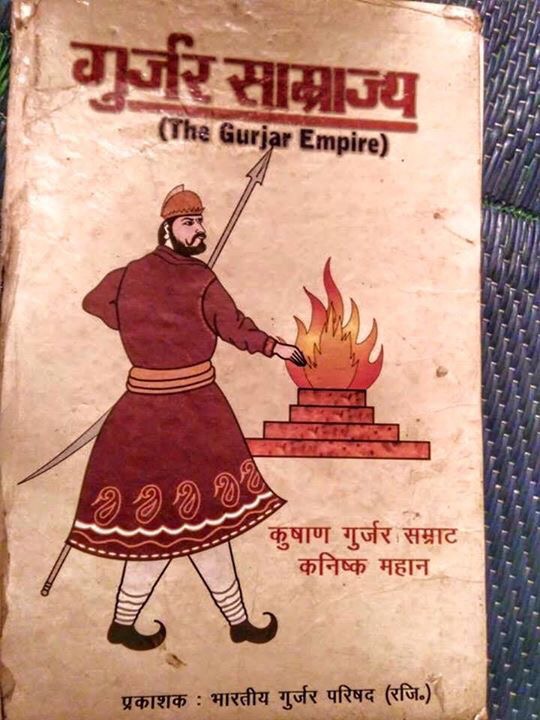 गुर्जर साम्राज्य
(The Gurjar Empire)
कुषाण गुर्जर सम्राट
कनिष्क महान
प्रकाशक : भारतीय गुर्जर परिषद (रजि॰)